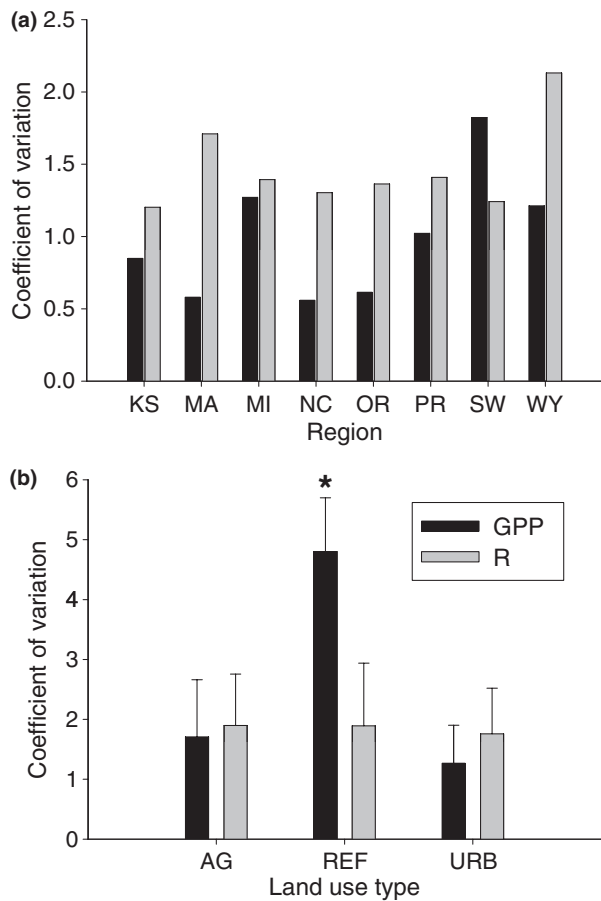 (a)
Coefficient of variation
2.5
2.0
1.5
1.0
0.5
0.0
KS MA MI NC OR PR SW WY
Region
(b)
Coefficient of variation
6
5
4
3
2
1
0
*
GPP
R
AG REF URB
Land use type